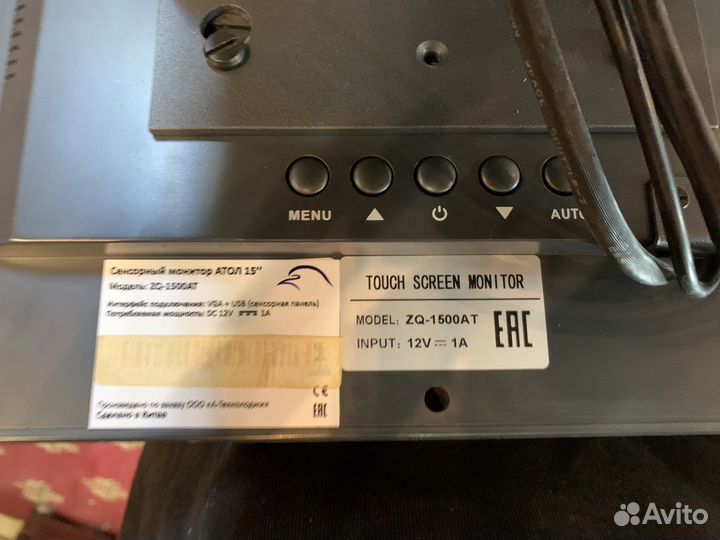 MENU
AUTO
Сенсорный монитор АТОЛ 15"
Модель: ZQ-1500AT
Интерфейс подключения: VGA + USB (сенсорная панель)
Потребляемая мощность: DC 12V 1A
CE
Произведено по заказу ООО «А-Технолоджи»
EAC
Сделано в Китае
TOUCH SCREEN MONITOR
MODEL: ZQ-1500AT
INPUT: 12V 1A
EAC
Avito